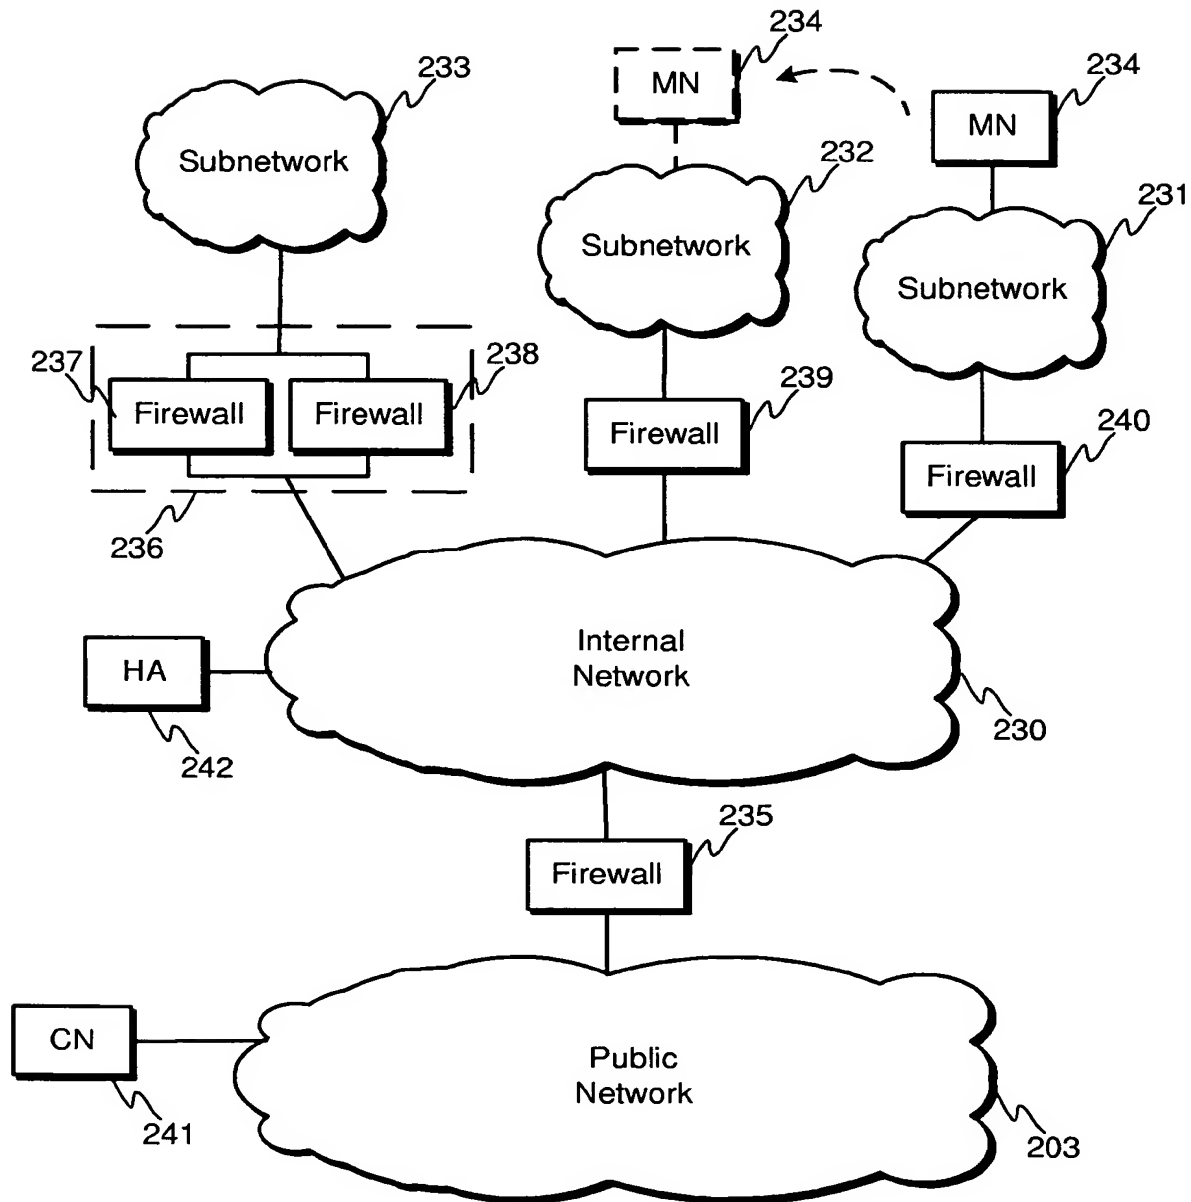 234
233
MN
234
MN
Subnetwork
232
231
Subnetwork
Subnetwork
237
238
239
Firewall
Firewall
Firewall
240
Firewall
236
Internal
Network
HA
230
242
235
Firewall
CN
Public
Network
241
203